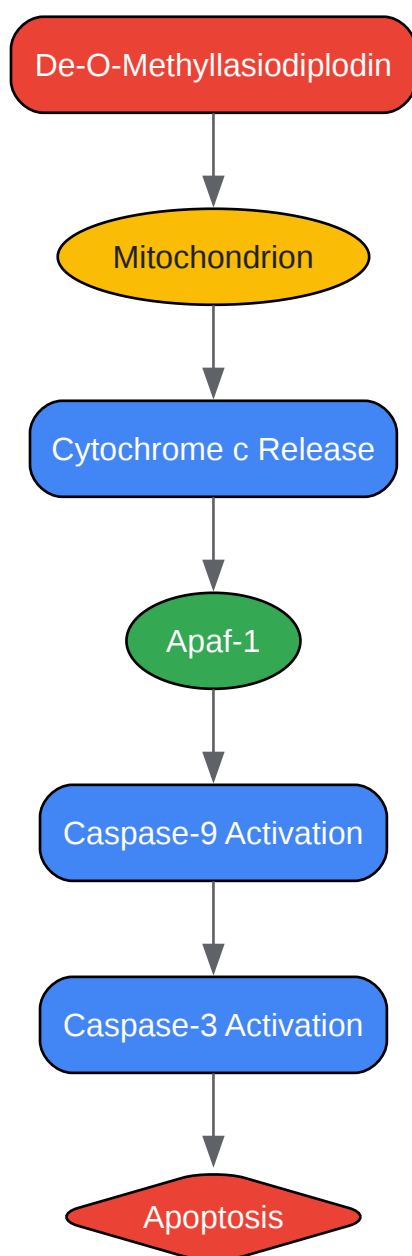 De-O-Methyllasiodiplodin
Mitochondrion
Cytochrome c Release
Apaf-1
Caspase-9 Activation
Caspase-3 Activation
Apoptosis